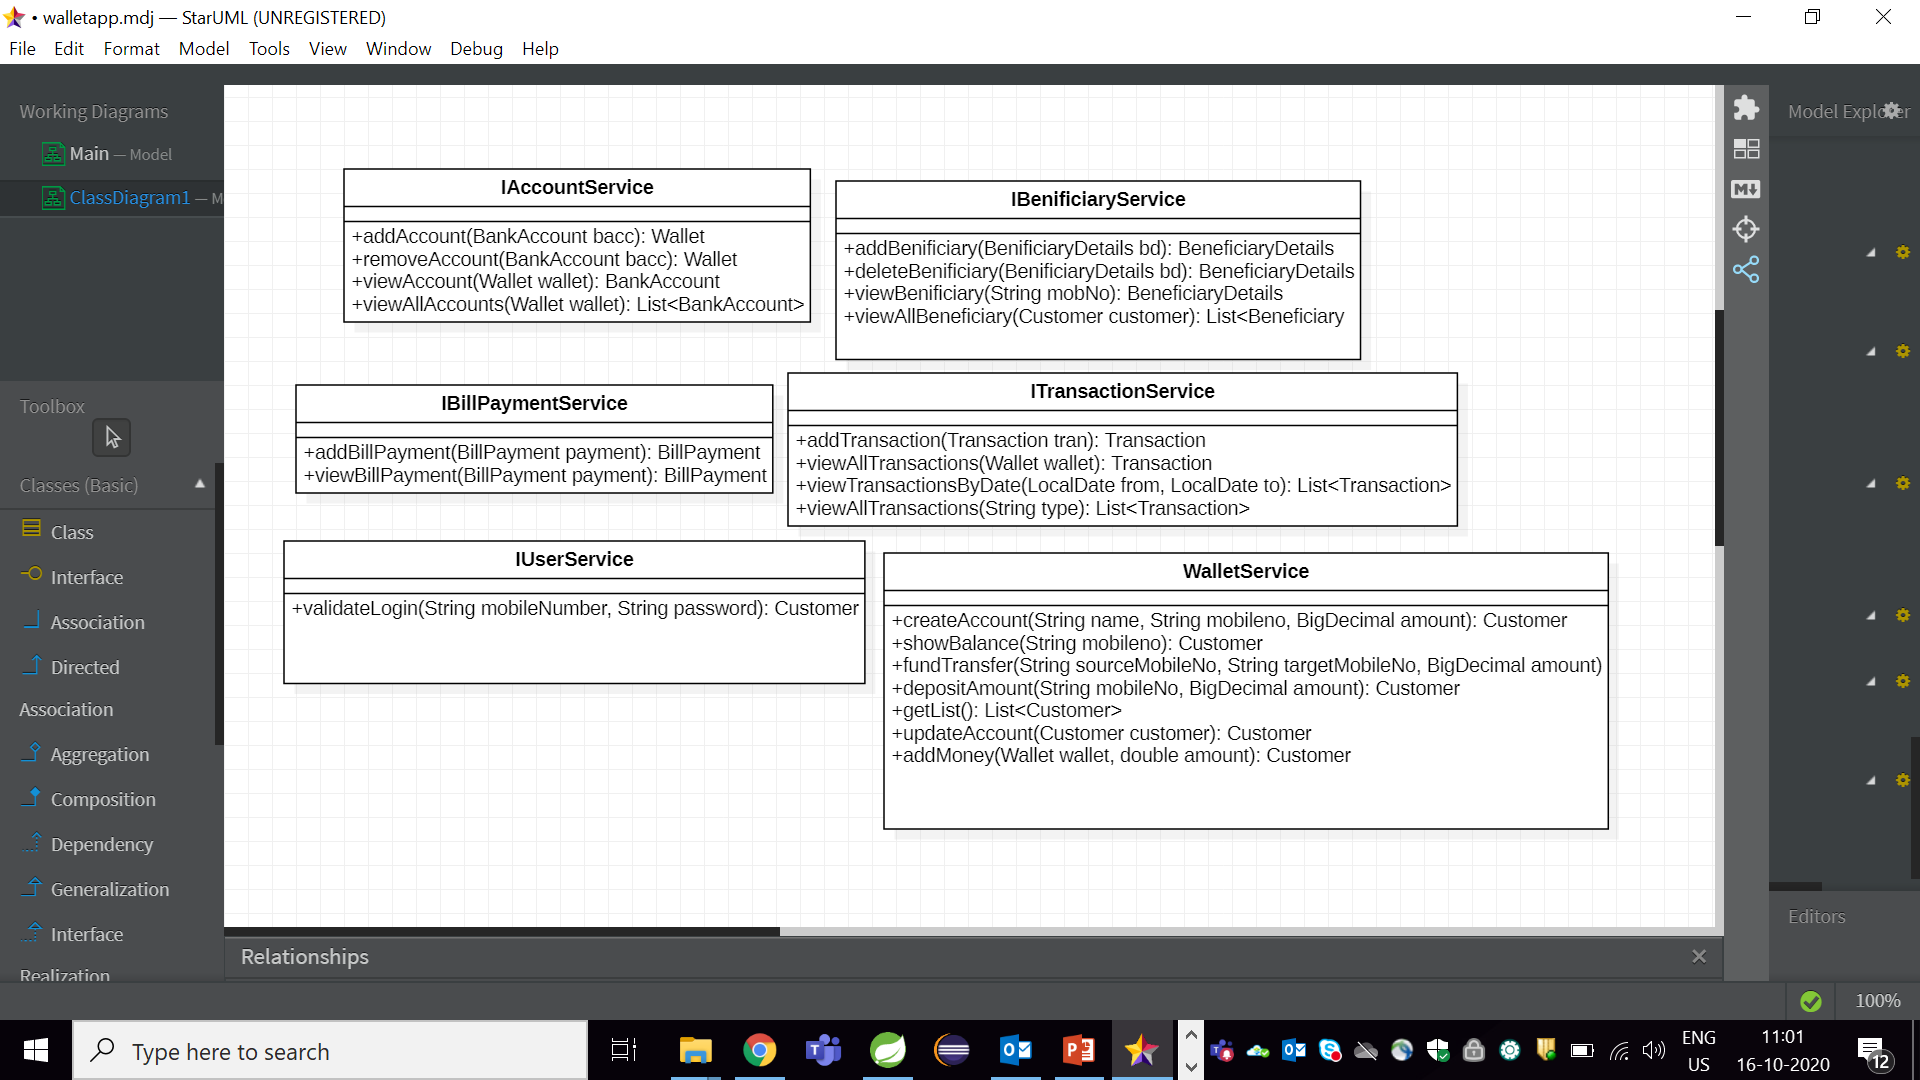 walletapp.mdj — StarUML (UNREGISTERED)
File Edit Format Model Tools View Window Debug Help
Working Diagrams
Main — Model
ClassDiagram1 — M
Toolbox
Classes (Basic)
Class
Interface
Association
Directed
Association
Aggregation
Composition
Dependency
Generalization
Interface
Realization
IAccountService
+addAccount(BankAccount bacc): Wallet
+removeAccount(BankAccount bacc): Wallet
+viewAccount(Wallet wallet): BankAccount
+viewAllAccounts(Wallet wallet): List<BankAccount>
IBenificiaryService
+addBenificiary(BenificiaryDetails bd): BeneficiaryDetails
+deleteBenificiary(BenificiaryDetails bd): BeneficiaryDetails
+viewBenificiary(String mobNo): BeneficiaryDetails
+viewAllBeneficiary(Customer customer): List<Beneficiary
IBillPaymentService
+addBillPayment(BillPayment payment): BillPayment
+viewBillPayment(BillPayment payment): BillPayment
ITransactionService
+addTransaction(Transaction tran): Transaction
+viewAllTransactions(Wallet wallet): Transaction
+viewTransactionsByDate(LocalDate from, LocalDate to): List<Transaction>
+viewAllTransactions(String type): List<Transaction>
IUserService
+validateLogin(String mobileNumber, String password): Customer
WalletService
+createAccount(String name, String mobileno, BigDecimal amount): Customer
+showBalance(String mobileno): Customer
+fundTransfer(String sourceMobileNo, String targetMobileNo, BigDecimal amount)
+depositAmount(String mobileNo, BigDecimal amount): Customer
+getList(): List<Customer>
+updateAccount(Customer customer): Customer
+addMoney(Wallet wallet, double amount): Customer
Relationships
Model Explorer
Editors
100%
Type here to search
ENG
US
11:01
16-10-2020
12